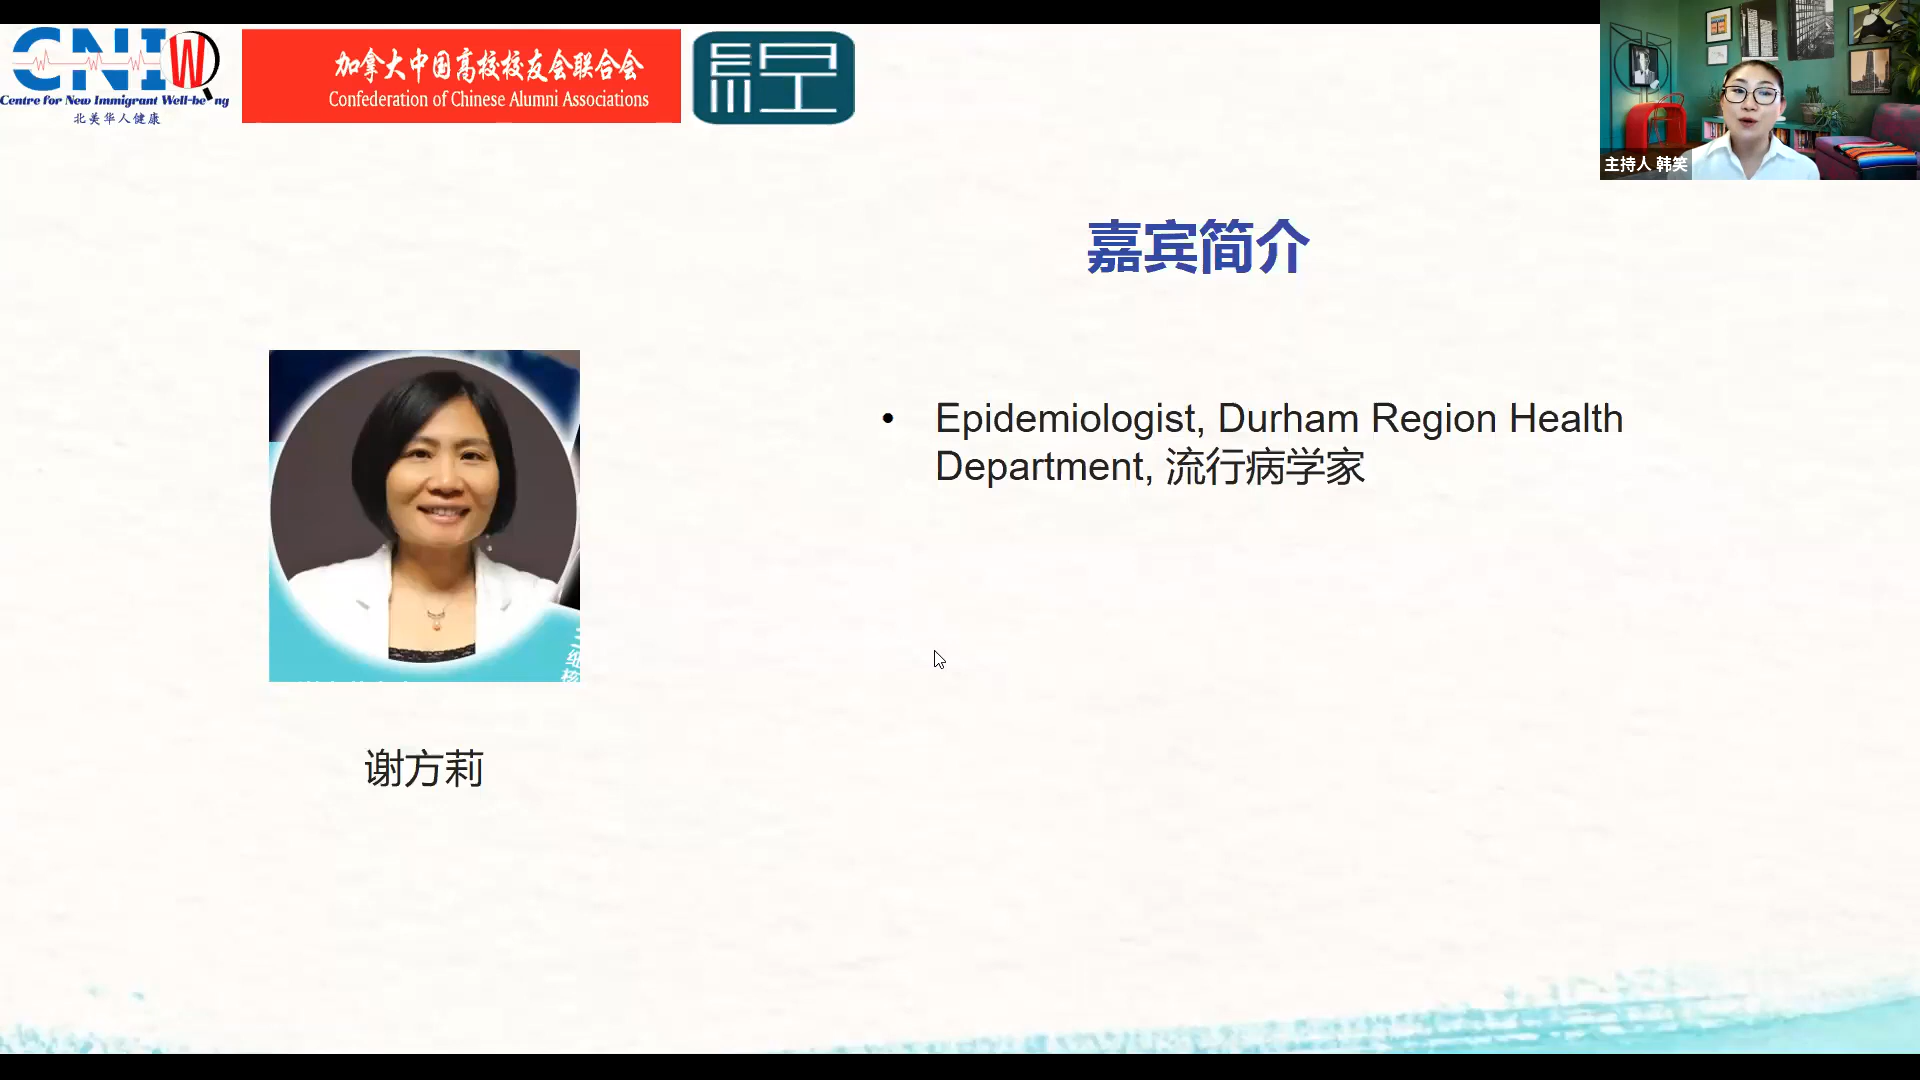 CNIW
Centre for New Immigrant Well-being
北美华人健康
加拿大中国高校校友会联合会
Confederation of Chinese Alumni Associations
主持人 韩笑
嘉宾简介
• Epidemiologist, Durham Region Health
Department, 流行病学家
谢方莉